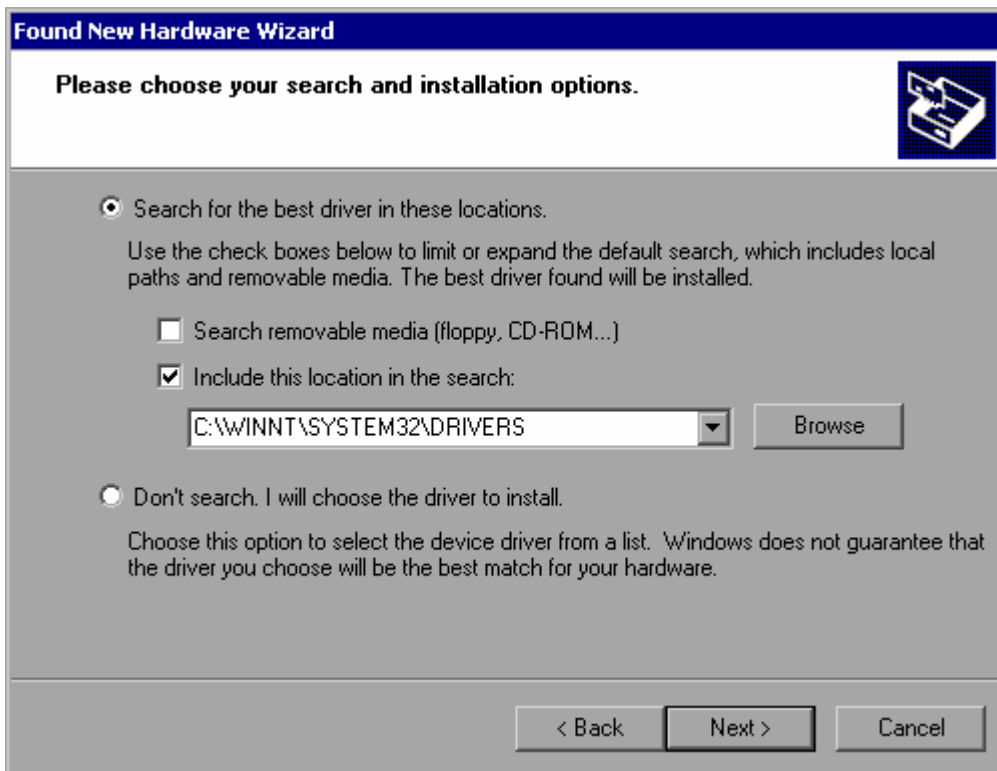 Found New Hardware Wizard
Please choose your search and installation options.
Search for the best driver in these locations.
Use the check boxes below to limit or expand the default search, which includes local
paths and removable media. The best driver found will be installed.
Search removable media (floppy, CD-ROM...)
Include this location in the search:
C:\WINNT\SYSTEM32\DRIVERS
Browse
Don't search. I will choose the driver to install.
Choose this option to select the device driver from a list.  Windows does not guarantee that
the driver you choose will be the best match for your hardware.
< Back
Next >
Cancel